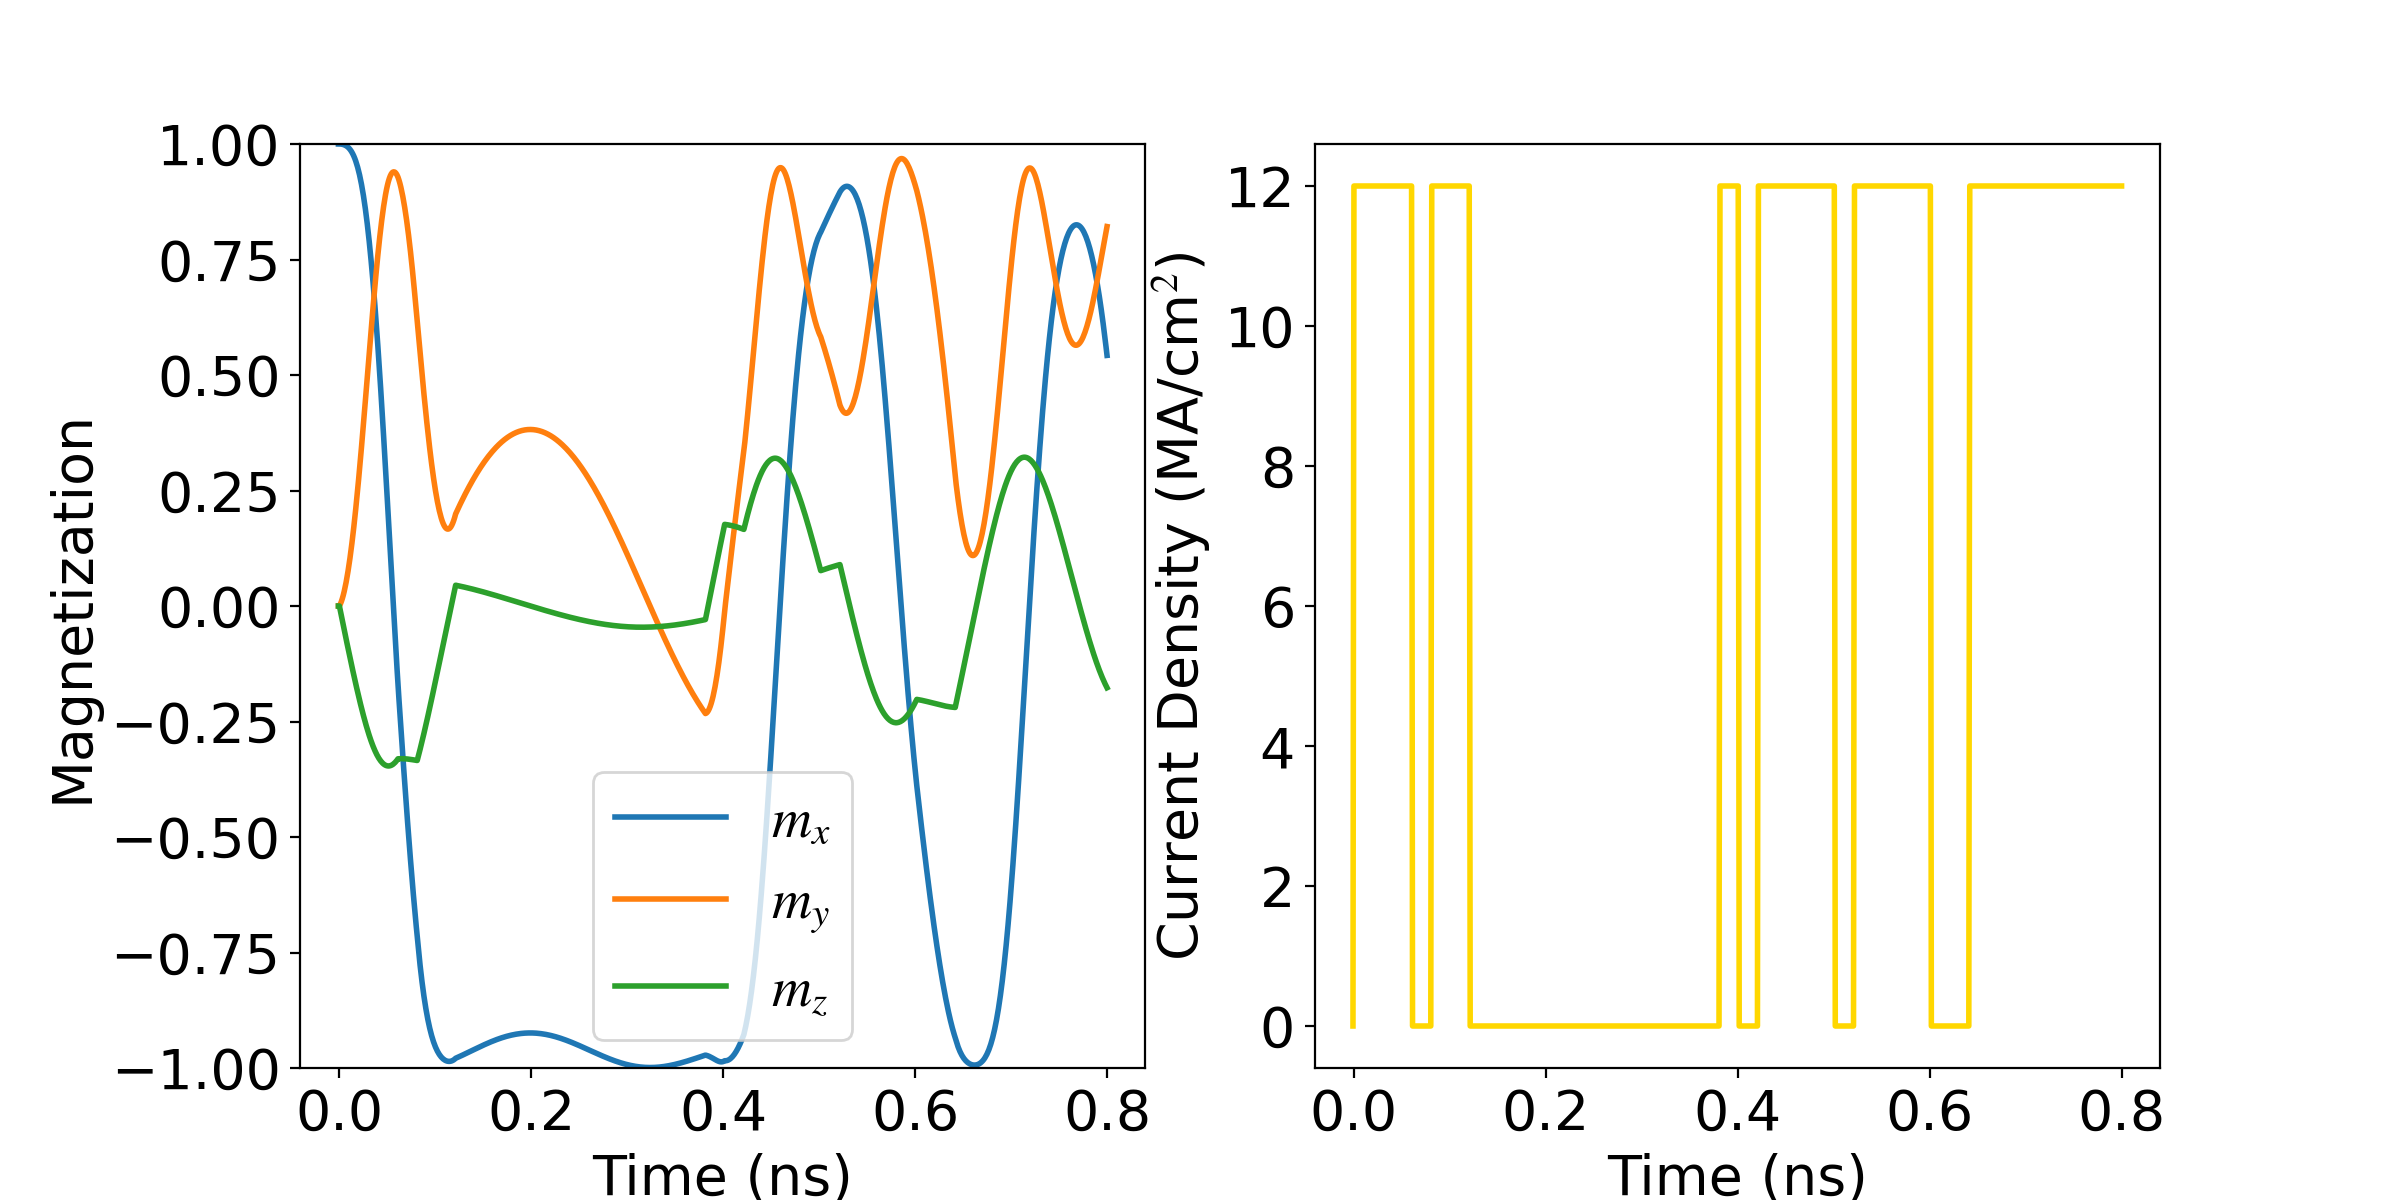 Magnetization
1.00
0.75
0.50
0.25
0.00
−0.25
−0.50
−0.75
−1.00
0.0 0.2 0.4 0.6 0.8
Time (ns)
m_x
m_y
m_z
Current Density (MA/cm²)
12
10
8
6
4
2
0
0.0 0.2 0.4 0.6 0.8
Time (ns)